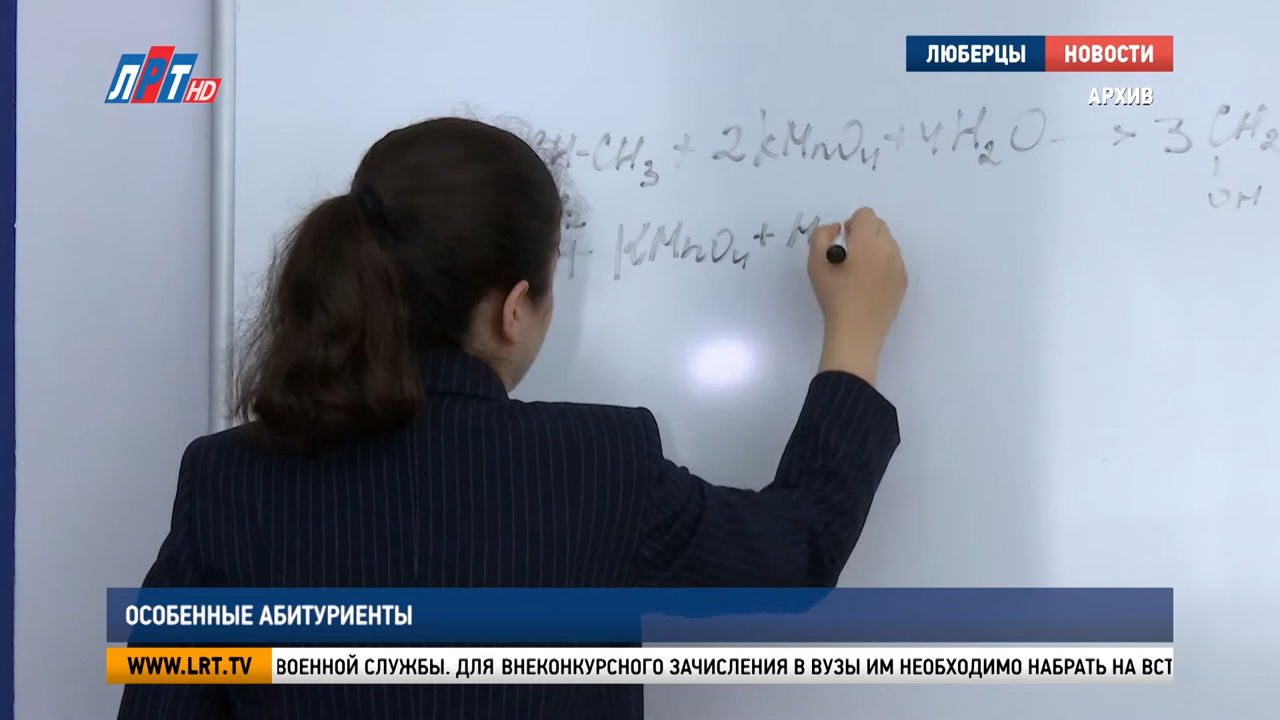 ЛРТ HD
ЛЮБЕРЦЫ НОВОСТИ
АРХИВ
-CH3 + 2KMnO4 + 4H2O → 3 CH2
OH
+ KMnO4 +
ОСОБЕННЫЕ АБИТУРИЕНТЫ
WWW.LRT.TV ВОЕННОЙ СЛУЖБЫ. ДЛЯ ВНЕКОНКУРСНОГО ЗАЧИСЛЕНИЯ В ВУЗЫ ИМ НЕОБХОДИМО НАБРАТЬ НА ВСТ